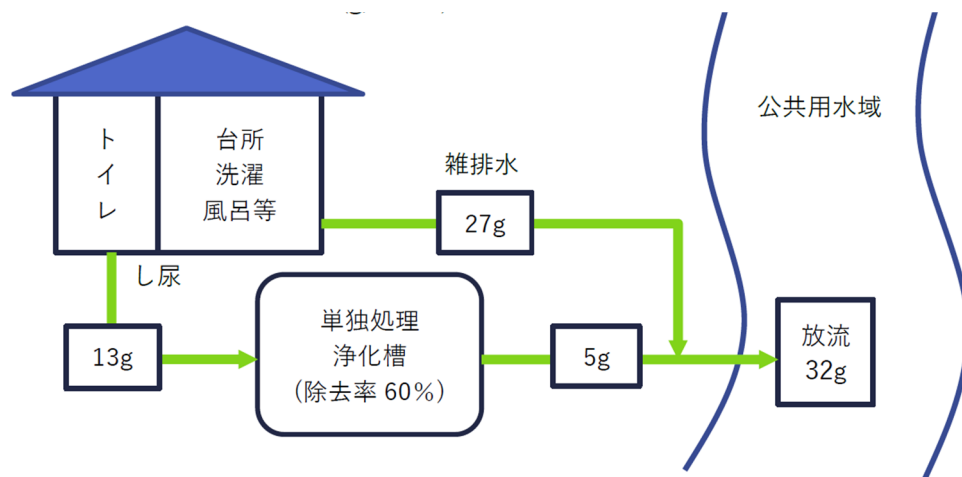 トイレ
台所
洗濯
風呂等
雑排水
27g
公共用水域
し尿
13g
単独処理
浄化槽
（除去率 60％）
5g
放流
32g